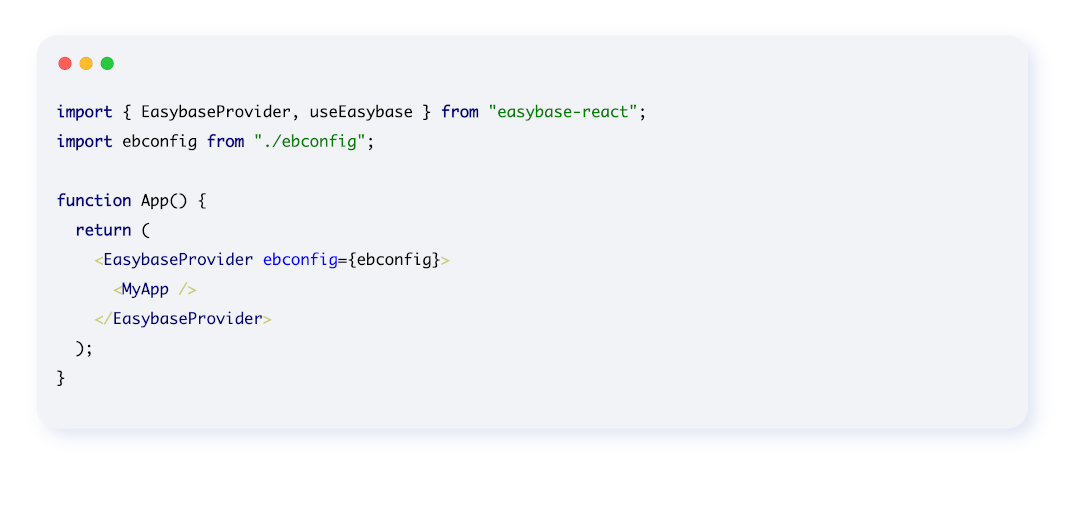 import { EasybaseProvider, useEasybase } from "easybase-react";
import ebconfig from "./ebconfig";

function App() {
  return (
    <EasybaseProvider ebconfig={ebconfig}>
      <MyApp />
    </EasybaseProvider>
  );
}